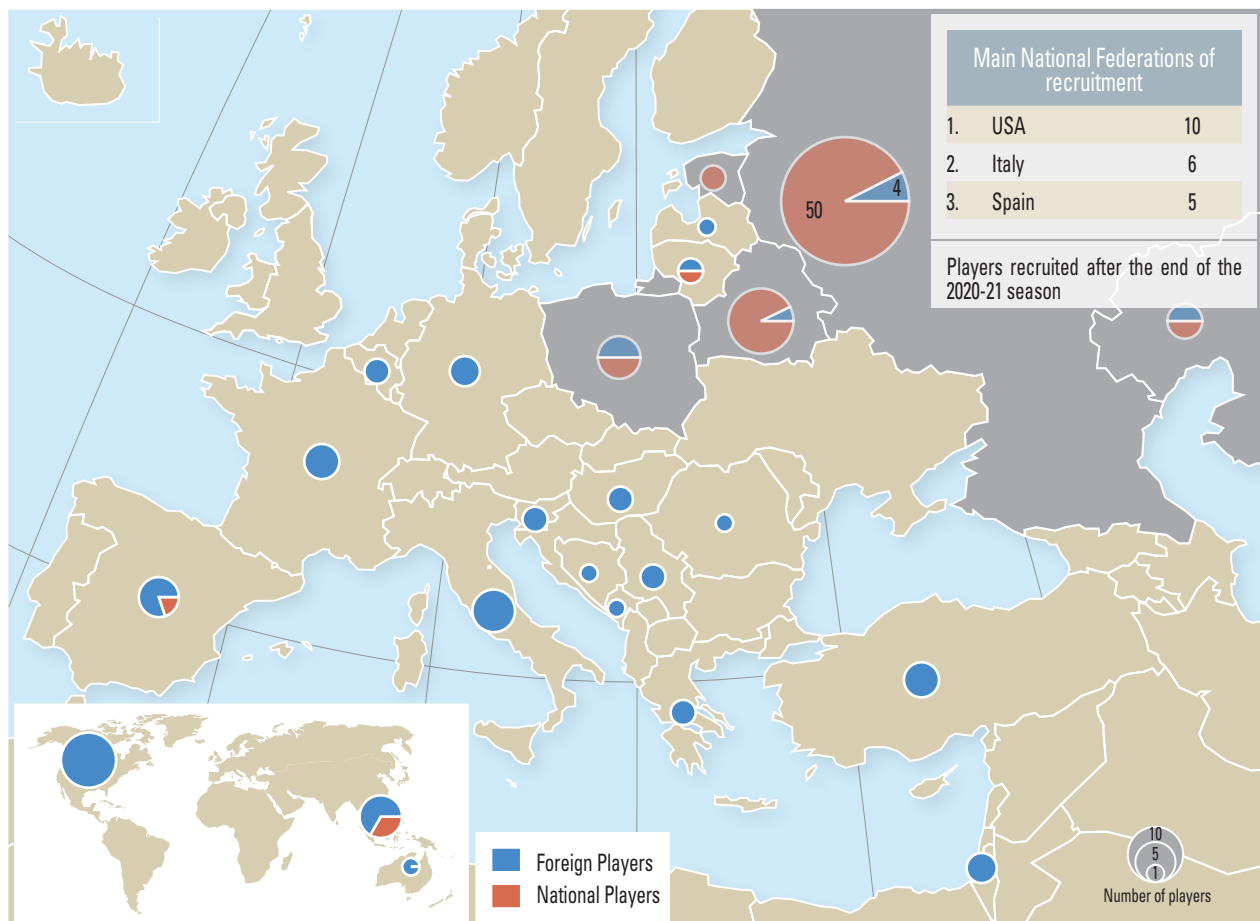 Main National Federations of
recruitment
1. USA 10
2. Italy 6
3. Spain 5
Players recruited after the end of the
2020-21 season
4
50
Foreign Players
National Players
10
5
1
Number of players